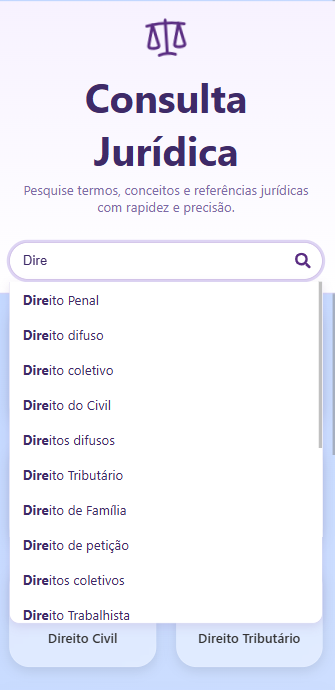 Consulta
Jurídica
Pesquise termos, conceitos e referências jurídicas
com rapidez e precisão.
Dire
Direito Penal
Direito difuso
Direito coletivo
Direito do Civil
Direitos difusos
Direito Tributário
Direito de Família
Direito de petição
Direitos coletivos
Direito Trabalhista
Direito Civil
Direito Tributário